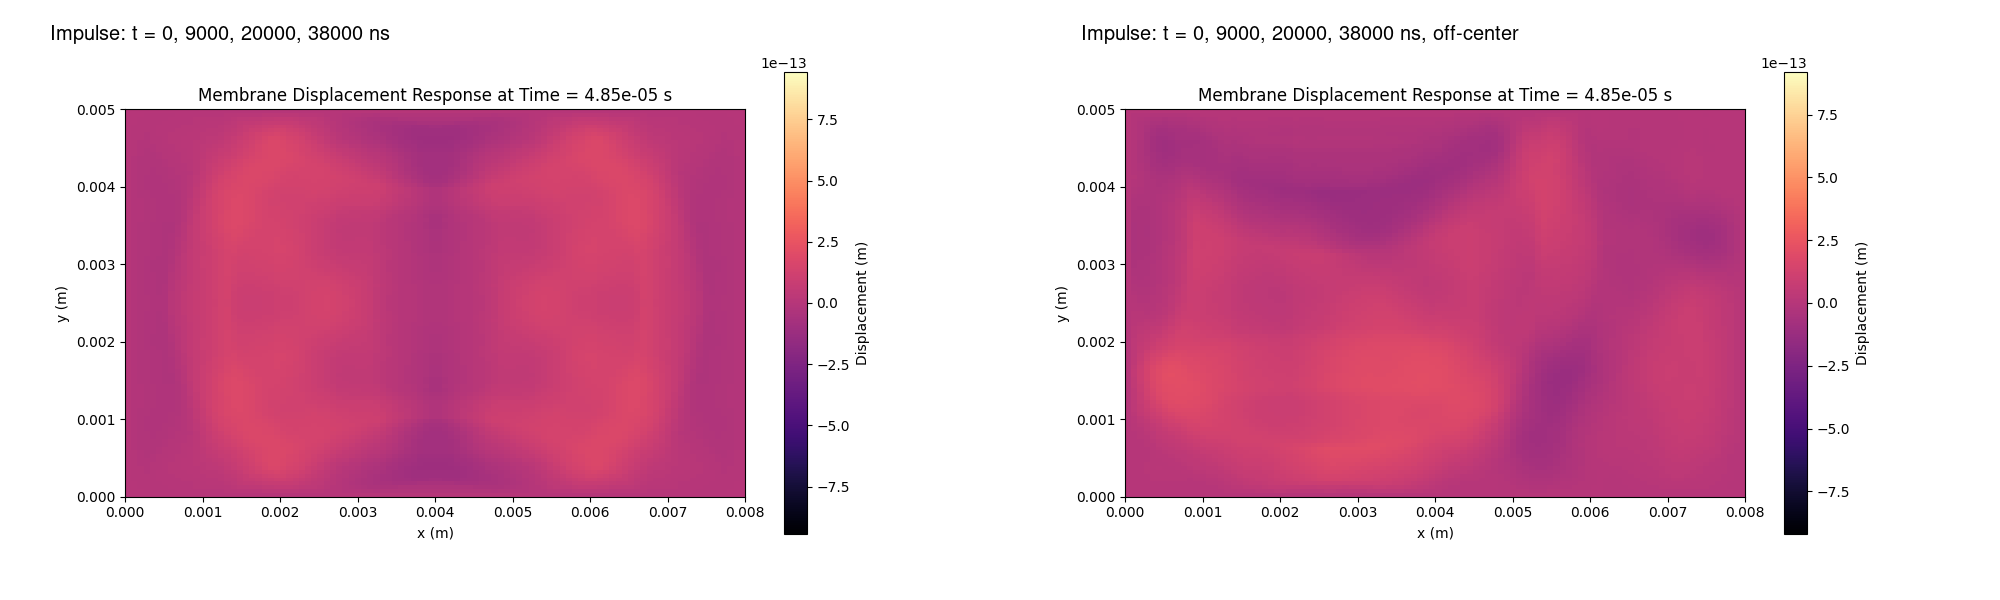 Impulse: t = 0, 9000, 20000, 38000 ns
1e−13
Membrane Displacement Response at Time = 4.85e-05 s
0.005
0.004
0.003
0.002
0.001
0.000
y (m)
0.000 0.001 0.002 0.003 0.004 0.005 0.006 0.007 0.008
x (m)
7.5
5.0
2.5
0.0
−2.5
−5.0
−7.5
Displacement (m)
Impulse: t = 0, 9000, 20000, 38000 ns, off-center
1e−13
Membrane Displacement Response at Time = 4.85e-05 s
0.005
0.004
0.003
0.002
0.001
0.000
y (m)
0.000 0.001 0.002 0.003 0.004 0.005 0.006 0.007 0.008
x (m)
7.5
5.0
2.5
0.0
−2.5
−5.0
−7.5
Displacement (m)